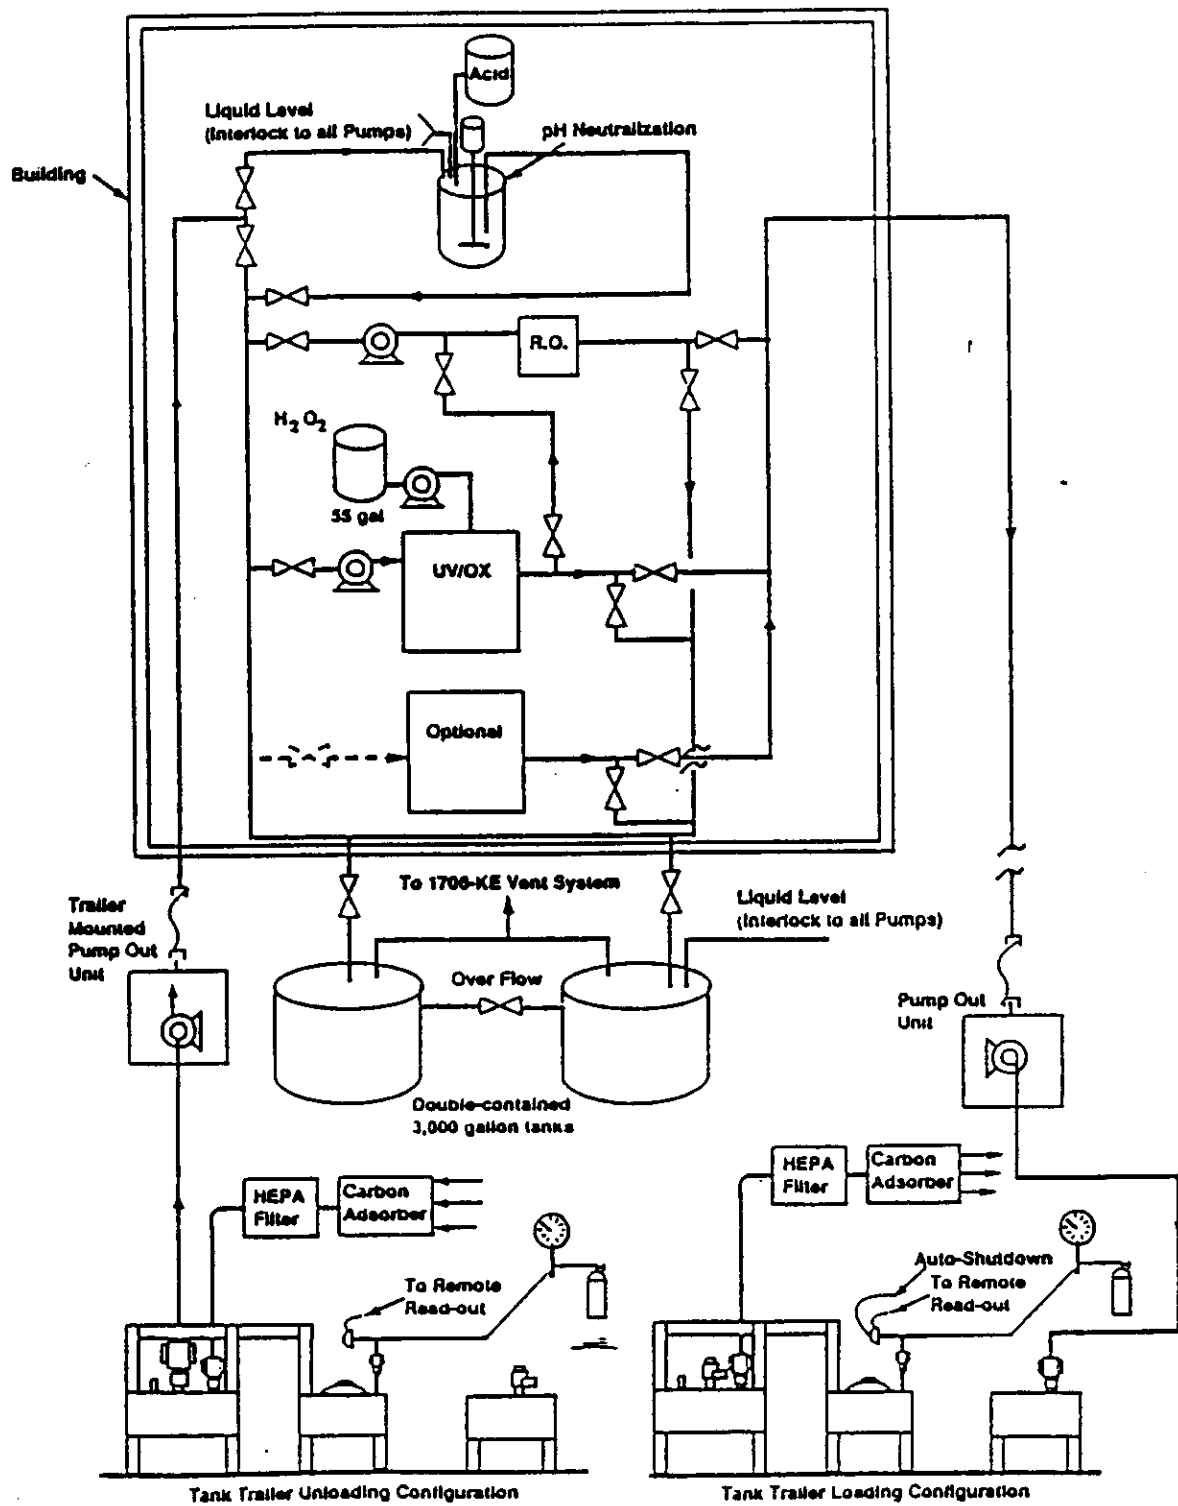 Acid
Liquid Level
(Interlock to all Pumps)
pH Neutralization
Building
R.O.
H2O2
55 gal
UV/OX
Optional
To 1706-KE Vent System
Trailer
Mounted
Pump Out
Unit
Liquid Level
(Interlock to all Pumps)
Over Flow
Pump Out
Unit
Double-contained
3,000 gallon tanks
HEPA
Filter
Carbon
Adsorber
HEPA
Filter
Carbon
Adsorber
To Remote
Read-out
Auto-Shutdown
To Remote
Read-out
Tank Trailer Unloading Configuration
Tank Trailer Loading Configuration